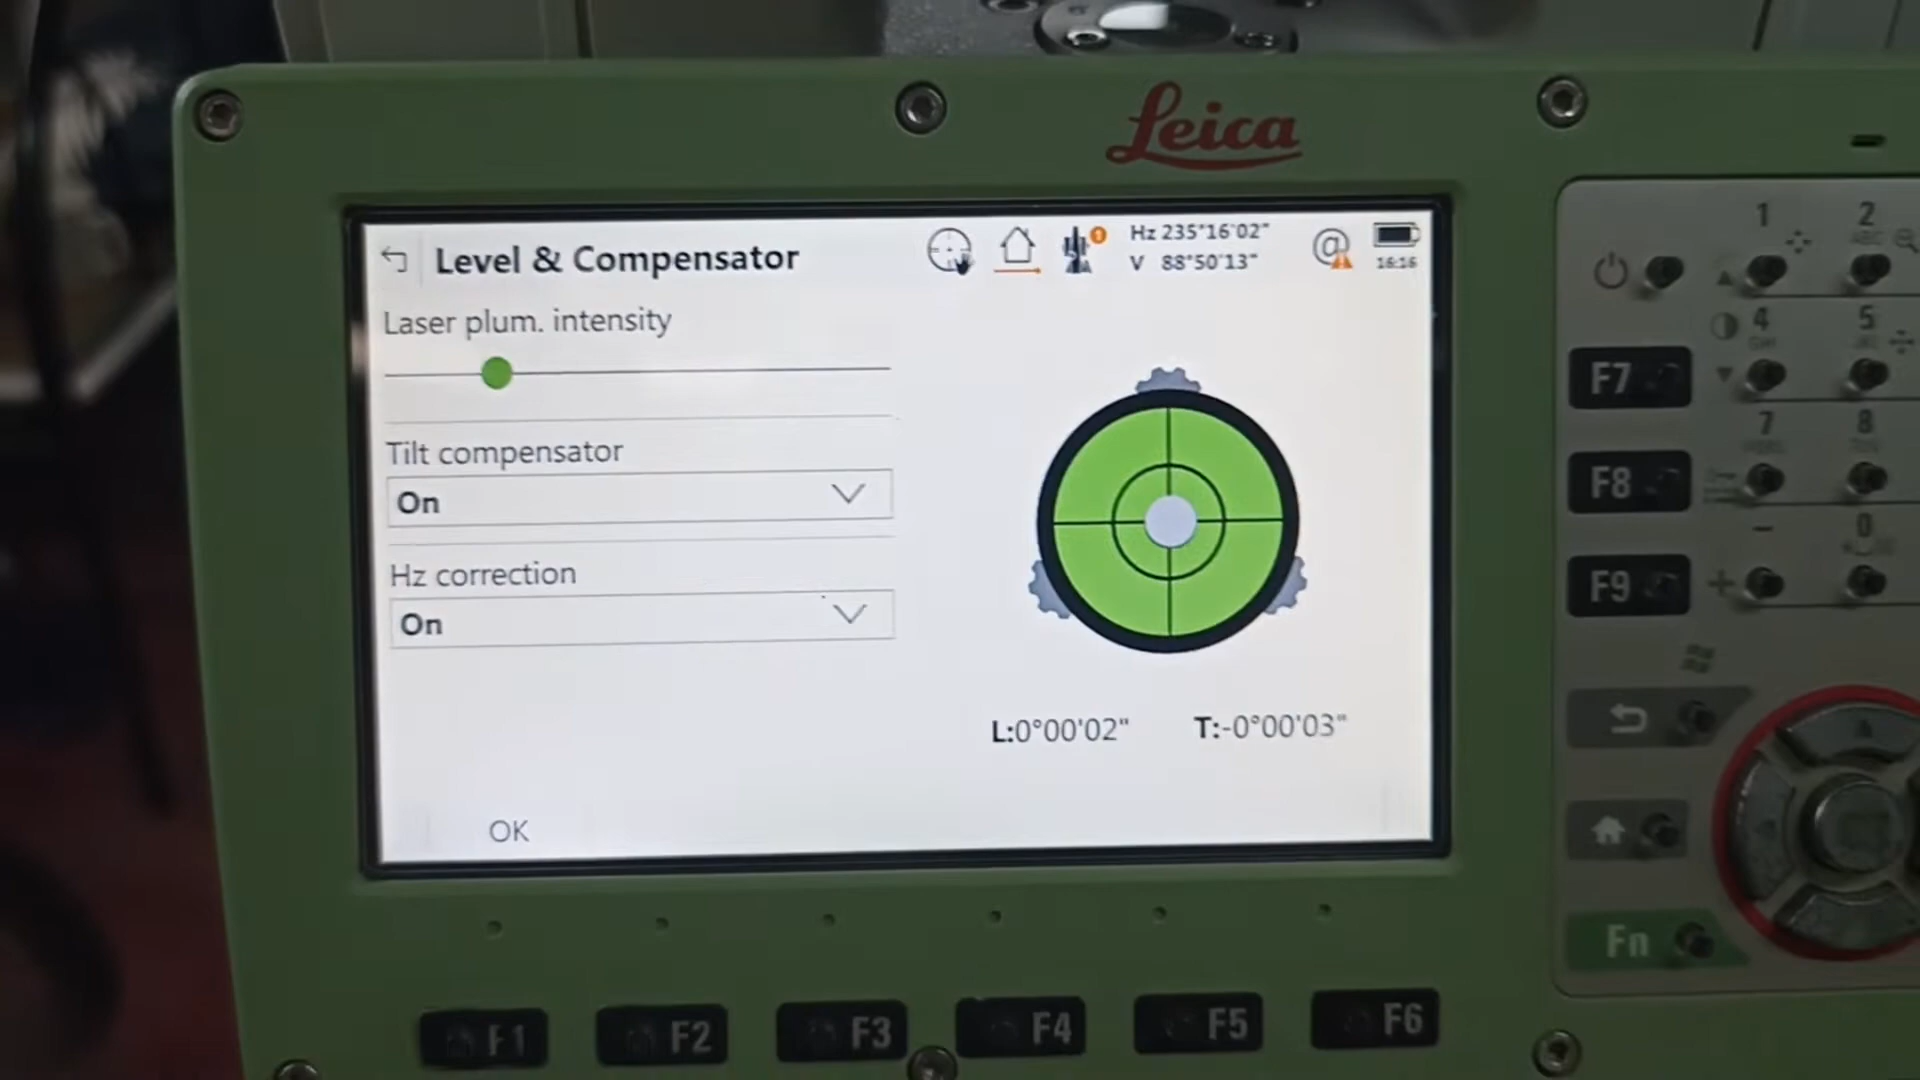 Leica
Level & Compensator
1
Hz 235°16'02"
V 88°50'13"
@
16:16
Laser plum. intensity
Tilt compensator
On
Hz correction
On
L:0°00'02" T:-0°00'03"
OK
F1 F2 F3 F4 F5 F6
1 2
4 5
F7
7 8
F8
- 0
F9
+
Fn